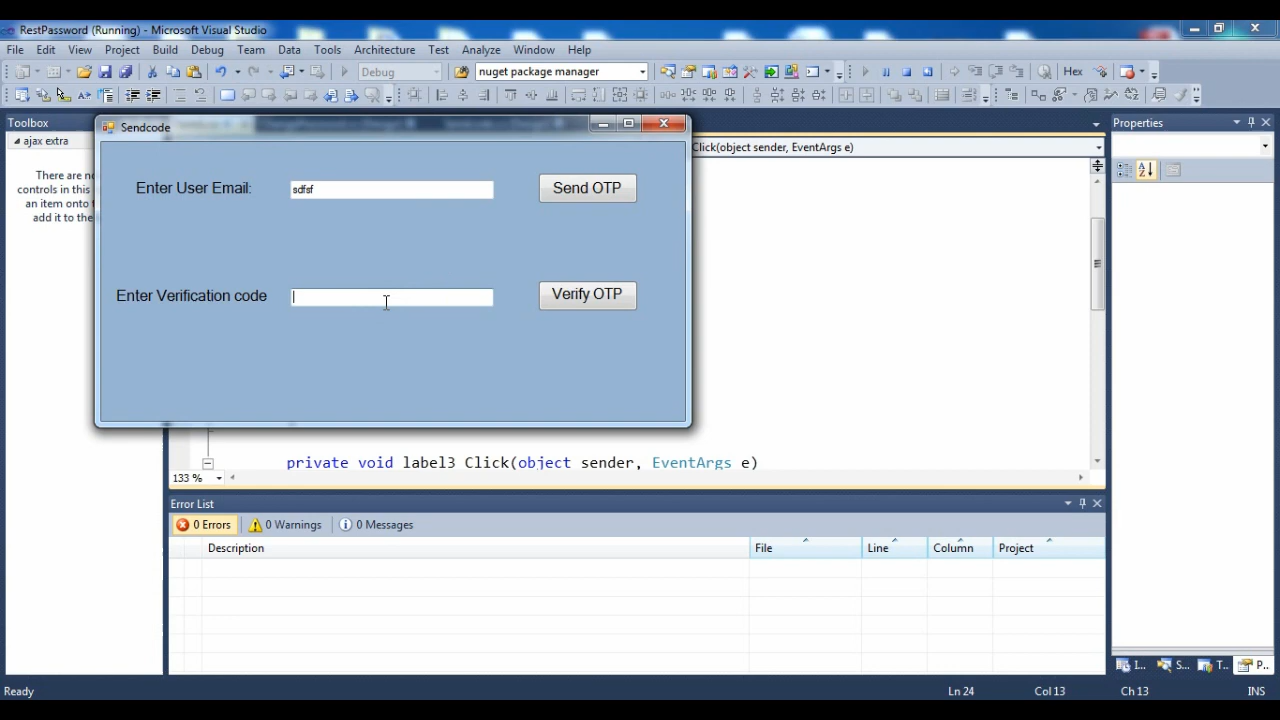 RestPassword (Running) - Microsoft Visual Studio
File Edit View Project Build Debug Team Data Tools Architecture Test Analyze Window Help
Debug nuget package manager Hex
Toolbox
ajax extra
There are no
controls in this
an item onto t
add it to the
Sendcode
Enter User Email: sdfsf Send OTP
Enter Verification code Verify OTP
Click(object sender, EventArgs e)
private void label3_Click(object sender, EventArgs e)
133 %
Properties
Error List
0 Errors 0 Warnings 0 Messages
Description File Line Column Project
I... S... T... P...
Ready Ln 24 Col 13 Ch 13 INS